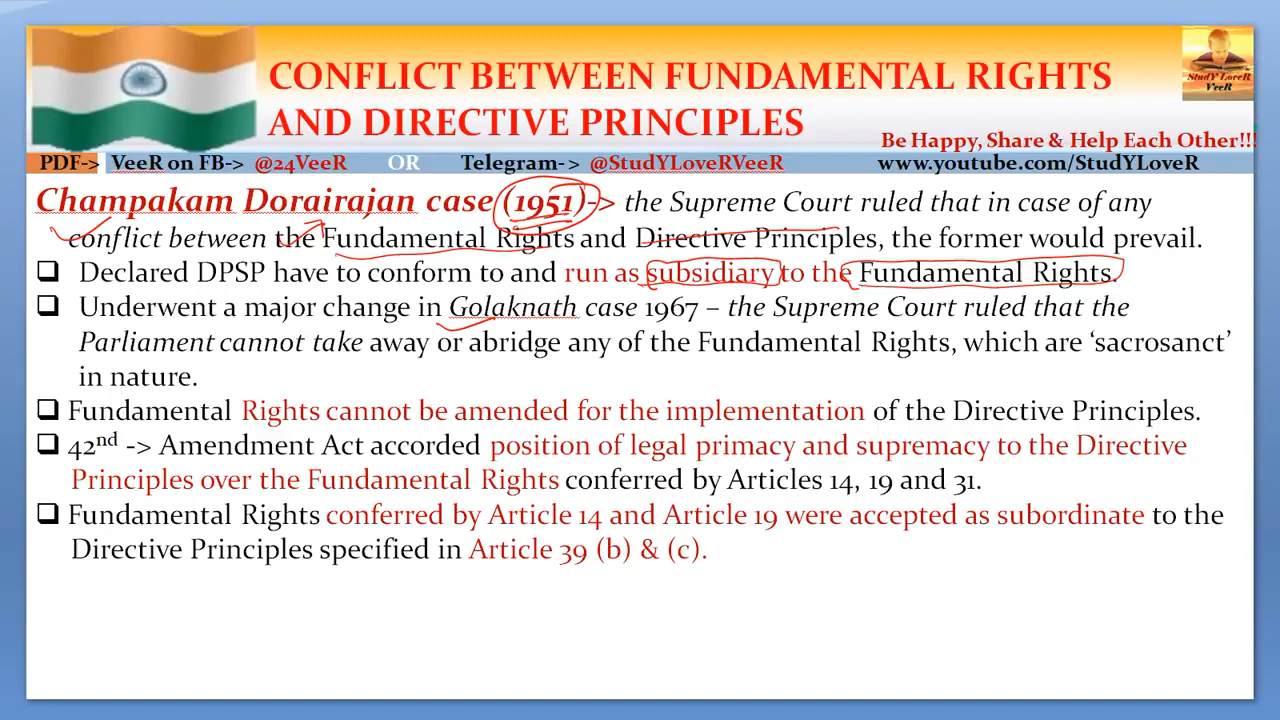 CONFLICT BETWEEN FUNDAMENTAL RIGHTS
AND DIRECTIVE PRINCIPLES
StudY LoveR
VeeR
Be Happy, Share & Help Each Other!!!
PDF-> VeeR on FB-> @24VeeR OR Telegram- > @StudYLoveRVeeR www.youtube.com/StudYLoveR
Champakam Dorairajan case (1951)-> the Supreme Court ruled that in case of any
conflict between the Fundamental Rights and Directive Principles, the former would prevail.
❑ Declared DPSP have to conform to and run as subsidiary to the Fundamental Rights.
❑ Underwent a major change in Golaknath case 1967 – the Supreme Court ruled that the
Parliament cannot take away or abridge any of the Fundamental Rights, which are ‘sacrosanct’
in nature.
❑ Fundamental Rights cannot be amended for the implementation of the Directive Principles.
❑ 42nd -> Amendment Act accorded position of legal primacy and supremacy to the Directive
Principles over the Fundamental Rights conferred by Articles 14, 19 and 31.
❑ Fundamental Rights conferred by Article 14 and Article 19 were accepted as subordinate to the
Directive Principles specified in Article 39 (b) & (c).